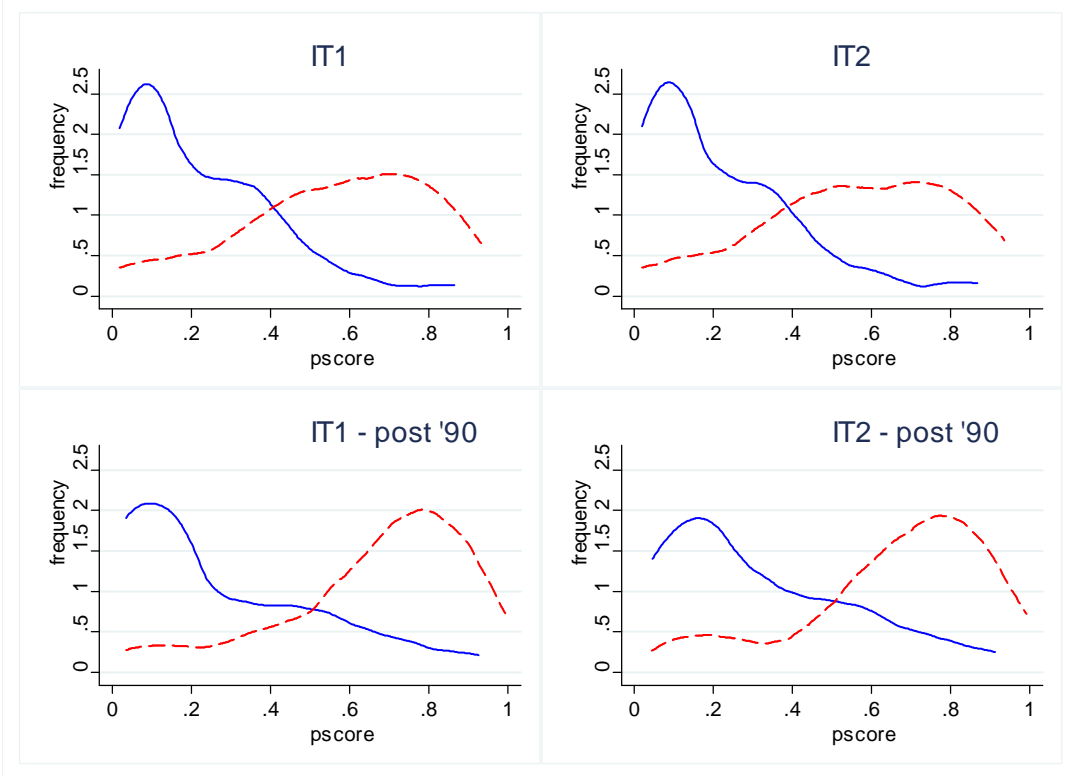 IT1
frequency
0 .5 1 1.5 2 2.5
0 .2 .4 .6 .8 1
pscore
IT2
frequency
0 .5 1 1.5 2 2.5
0 .2 .4 .6 .8 1
pscore
IT1 - post '90
frequency
0 .5 1 1.5 2 2.5
0 .2 .4 .6 .8 1
pscore
IT2 - post '90
frequency
0 .5 1 1.5 2 2.5
0 .2 .4 .6 .8 1
pscore